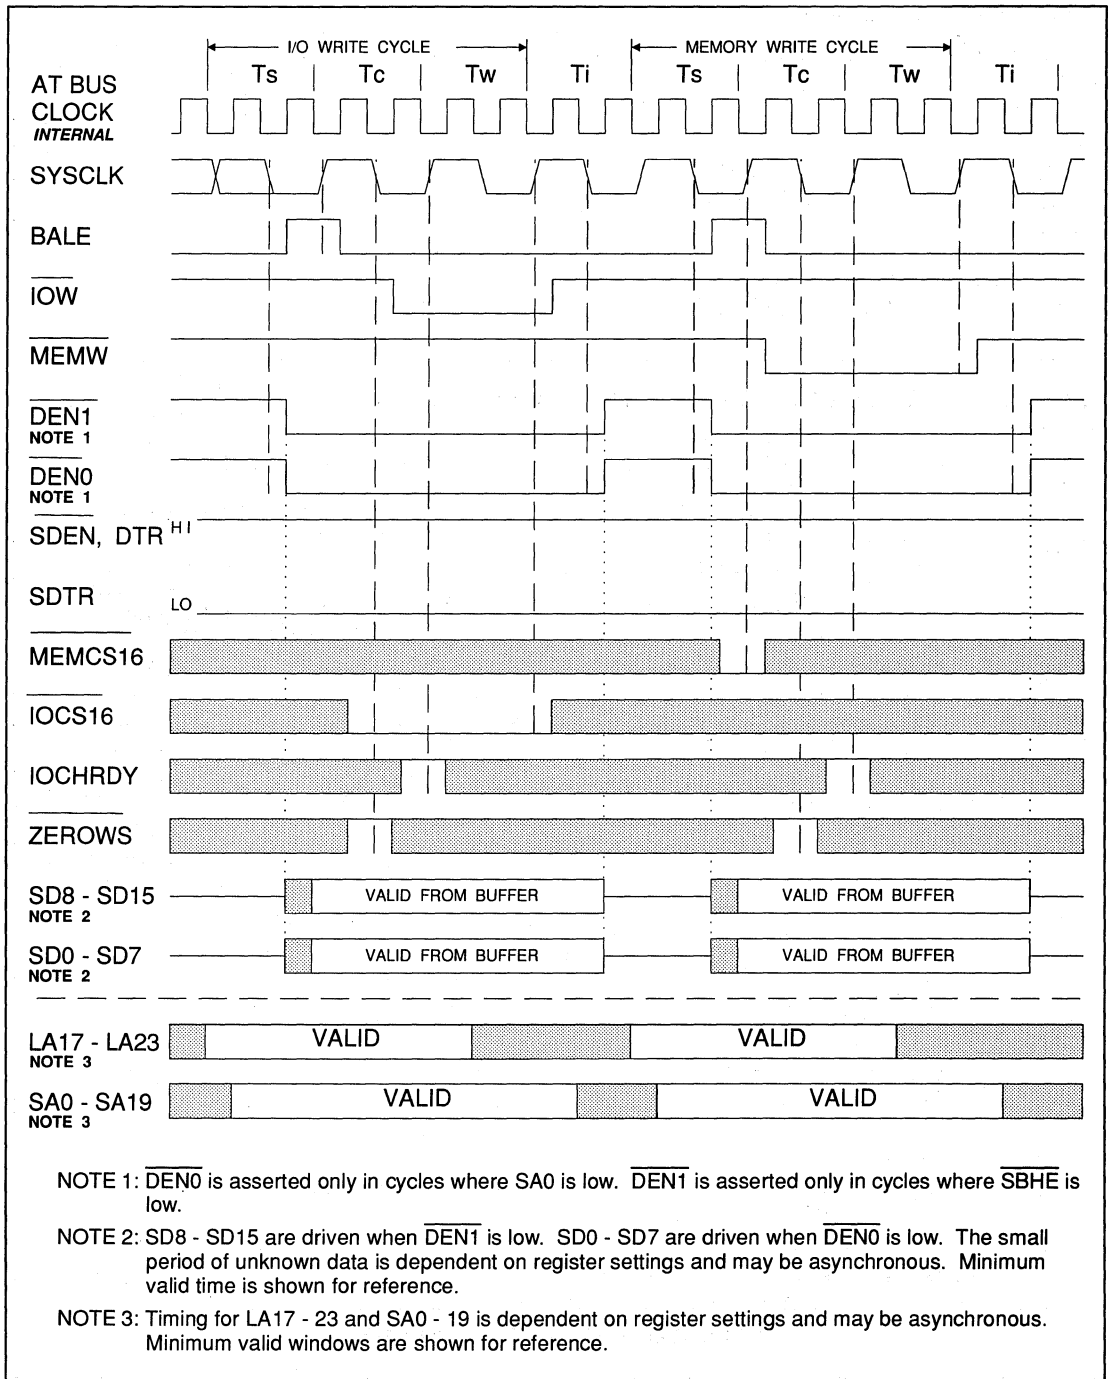 I/O WRITE CYCLE MEMORY WRITE CYCLE
Ts Tc Tw Ti Ts Tc Tw Ti
AT BUS
CLOCK
INTERNAL
SYSCLK
BALE
IOW
MEMW
DEN1
NOTE 1
DEN0
NOTE 1
SDEN, DTR HI
SDTR LO
MEMCS16
IOCS16
IOCHRDY
ZEROWS
SD8 - SD15 VALID FROM BUFFER VALID FROM BUFFER
NOTE 2
SD0 - SD7 VALID FROM BUFFER VALID FROM BUFFER
NOTE 2
LA17 - LA23 VALID VALID
NOTE 3
SA0 - SA19 VALID VALID
NOTE 3
NOTE 1: DEN0 is asserted only in cycles where SA0 is low. DEN1 is asserted only in cycles where SBHE is
low.
NOTE 2: SD8 - SD15 are driven when DEN1 is low. SD0 - SD7 are driven when DEN0 is low. The small
period of unknown data is dependent on register settings and may be asynchronous. Minimum
valid time is shown for reference.
NOTE 3: Timing for LA17 - 23 and SA0 - 19 is dependent on register settings and may be asynchronous.
Minimum valid windows are shown for reference.